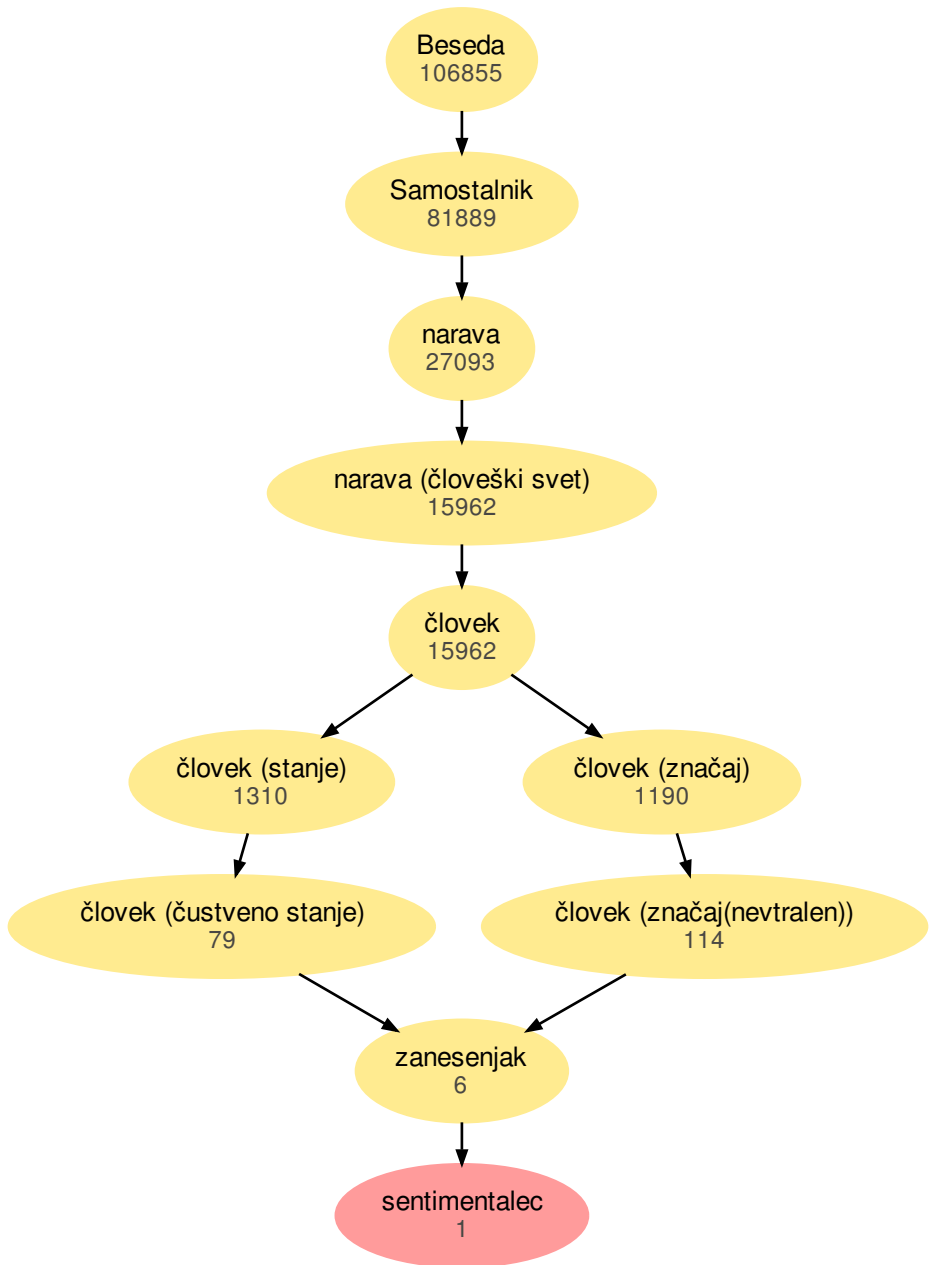 Beseda
106855
Samostalnik
81889
narava
27093
narava (človeški svet)
15962
človek
15962
človek (stanje)
1310
človek (značaj)
1190
človek (čustveno stanje)
79
človek (značaj(nevtralen))
114
zanesenjak
6
sentimentalec
1